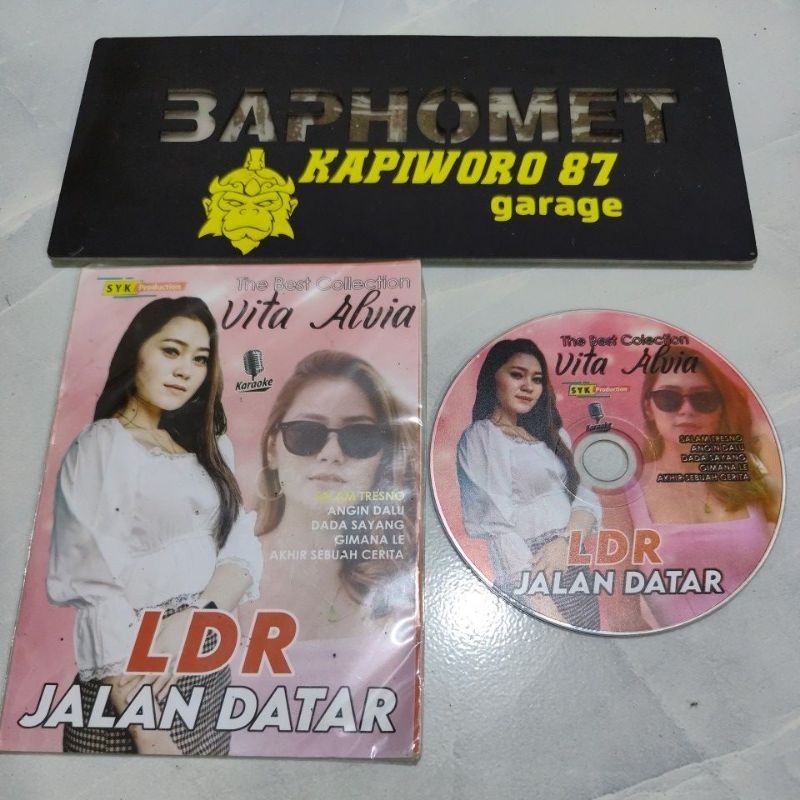 BAPHOMET
KAPIWORO 87
garage
SYK Production
The Best Collection
Vita Alvia
Karaoke
SALAM TRESNO
ANGIN DALU
DADA SAYANG
GIMANA LE
AKHIR SEBUAH CERITA
LDR
JALAN DATAR
The Best Colection
Vita Alvia
SYK Production
Karaoke
SALAM TRESNO
ANGIN DALU
DADA SAYANG
GIMANA LE
AKHIR SEBUAH CERITA
LDR
JALAN DATAR